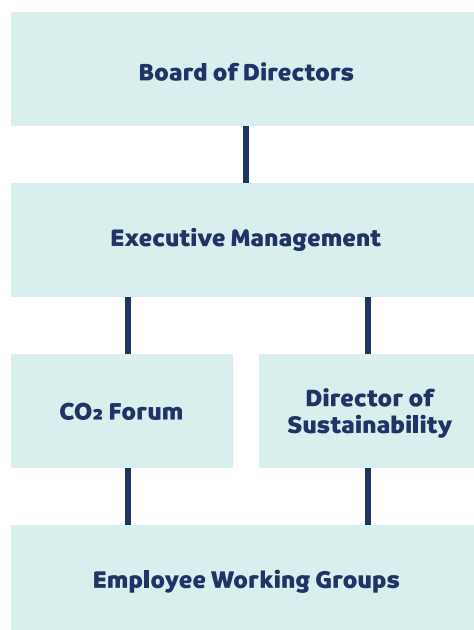 Board of Directors
Executive Management
CO₂ Forum
Director of
Sustainability
Employee Working Groups